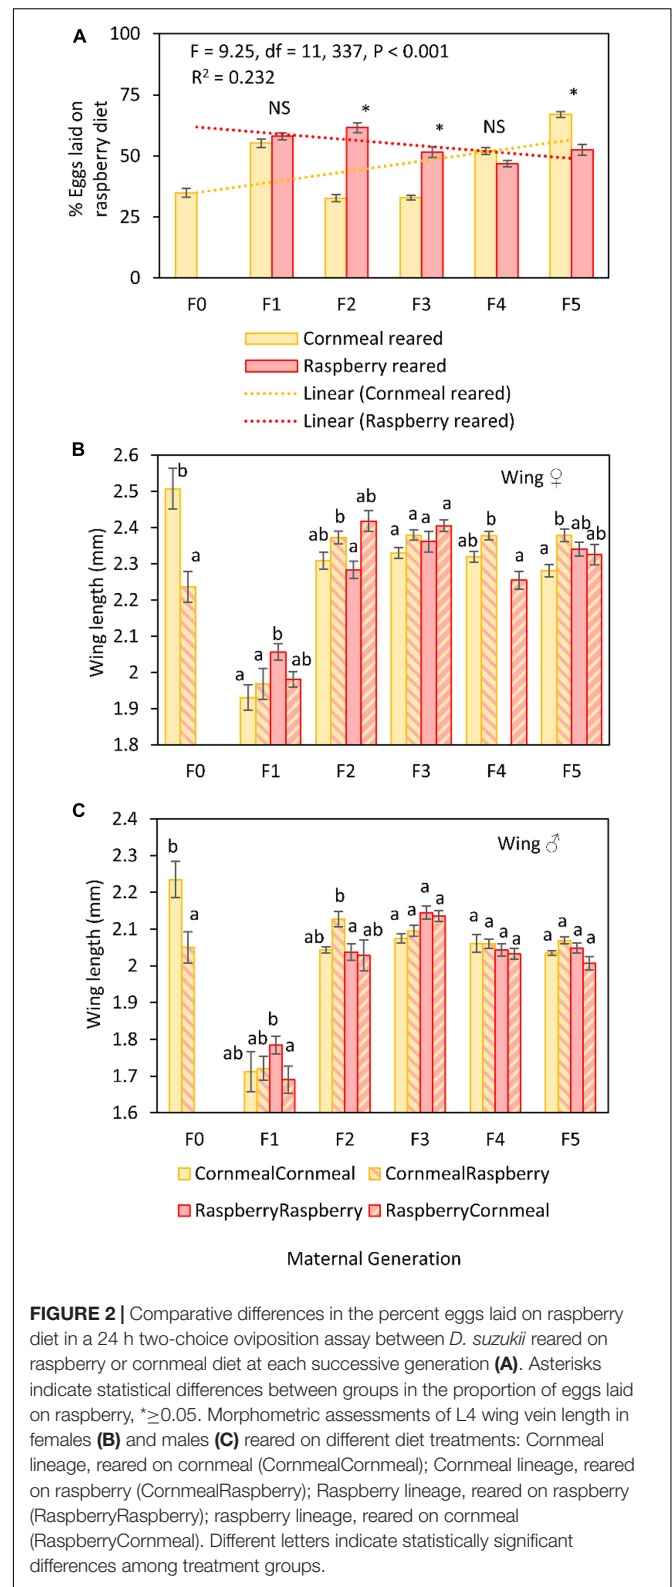 A
100
75
50
25
0
% Eggs laid on
raspberry diet
F = 9.25, df = 11, 337, P < 0.001
R² = 0.232
NS * * NS *
F0 F1 F2 F3 F4 F5
Cornmeal reared
Raspberry reared
Linear (Cornmeal reared)
Linear (Raspberry reared)
B
2.6
2.5
2.4
2.3
2.2
2.1
2
1.9
1.8
Wing length (mm)
Wing ♀
b a
a a b ab
ab b a ab
a a a a
ab b a
a b ab ab
F0 F1 F2 F3 F4 F5
C
2.4
2.3
2.2
2.1
2
1.9
1.8
1.7
1.6
Wing length (mm)
Wing ♂
b a
ab ab b a
ab b a ab
a a a a
a a a a
a a a a
F0 F1 F2 F3 F4 F5
CornmealCornmeal CornmealRaspberry
RaspberryRaspberry RaspberryCornmeal
Maternal Generation
FIGURE 2 | Comparative differences in the percent eggs laid on raspberry
diet in a 24 h two-choice oviposition assay between D. suzukii reared on
raspberry or cornmeal diet at each successive generation (A). Asterisks
indicate statistical differences between groups in the proportion of eggs laid
on raspberry, *≥0.05. Morphometric assessments of L4 wing vein length in
females (B) and males (C) reared on different diet treatments: Cornmeal
lineage, reared on cornmeal (CornmealCornmeal); Cornmeal lineage, reared
on raspberry (CornmealRaspberry); Raspberry lineage, reared on raspberry
(RaspberryRaspberry); raspberry lineage, reared on cornmeal
(RaspberryCornmeal). Different letters indicate statistically significant
differences among treatment groups.